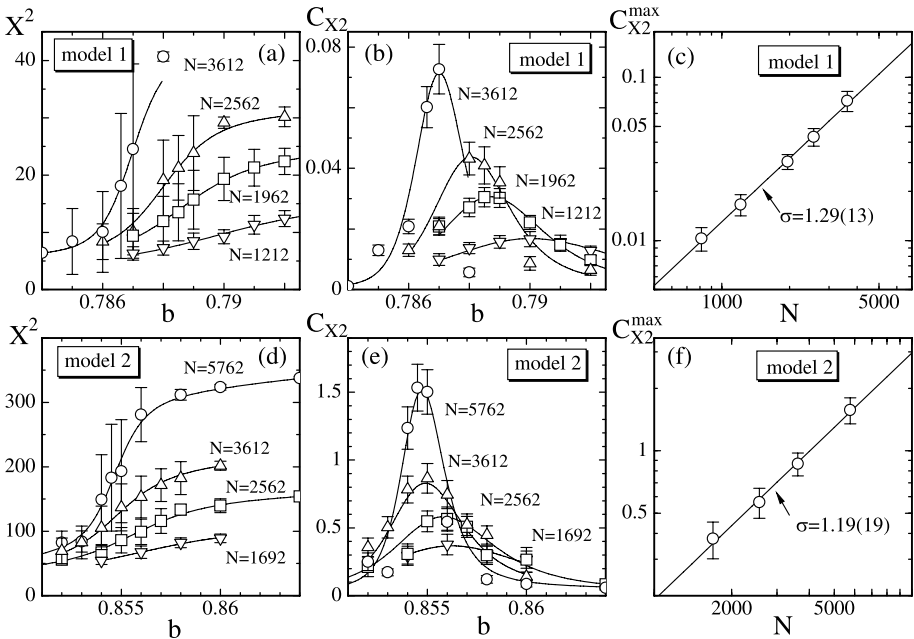 X²
40
20
0
model 1
(a)
N=3612
N=2562
N=1962
N=1212
0.786
0.79
b
C_X2
0.08
0.04
0
(b)
model 1
N=3612
N=2562
N=1962
N=1212
0.786
0.79
b
C_X2^max
0.1
0.05
0.01
(c)
model 1
σ=1.29(13)
1000
5000
N
X²
300
200
100
0
model 2
(d)
N=5762
N=3612
N=2562
N=1692
0.855
0.86
b
C_X2
1.5
1
0.5
0
(e)
model 2
N=5762
N=3612
N=2562
N=1692
0.855
0.86
b
C_X2^max
1
0.5
(f)
model 2
σ=1.19(19)
2000
5000
N